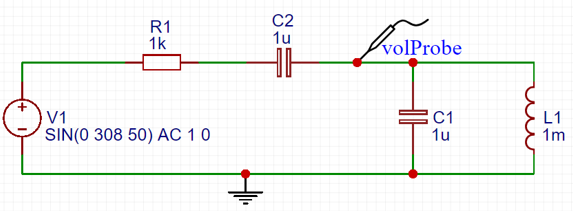 R1
1k
C2
1u
volProbe
V1
SIN(0 308 50) AC 1 0
C1
1u
L1
1m